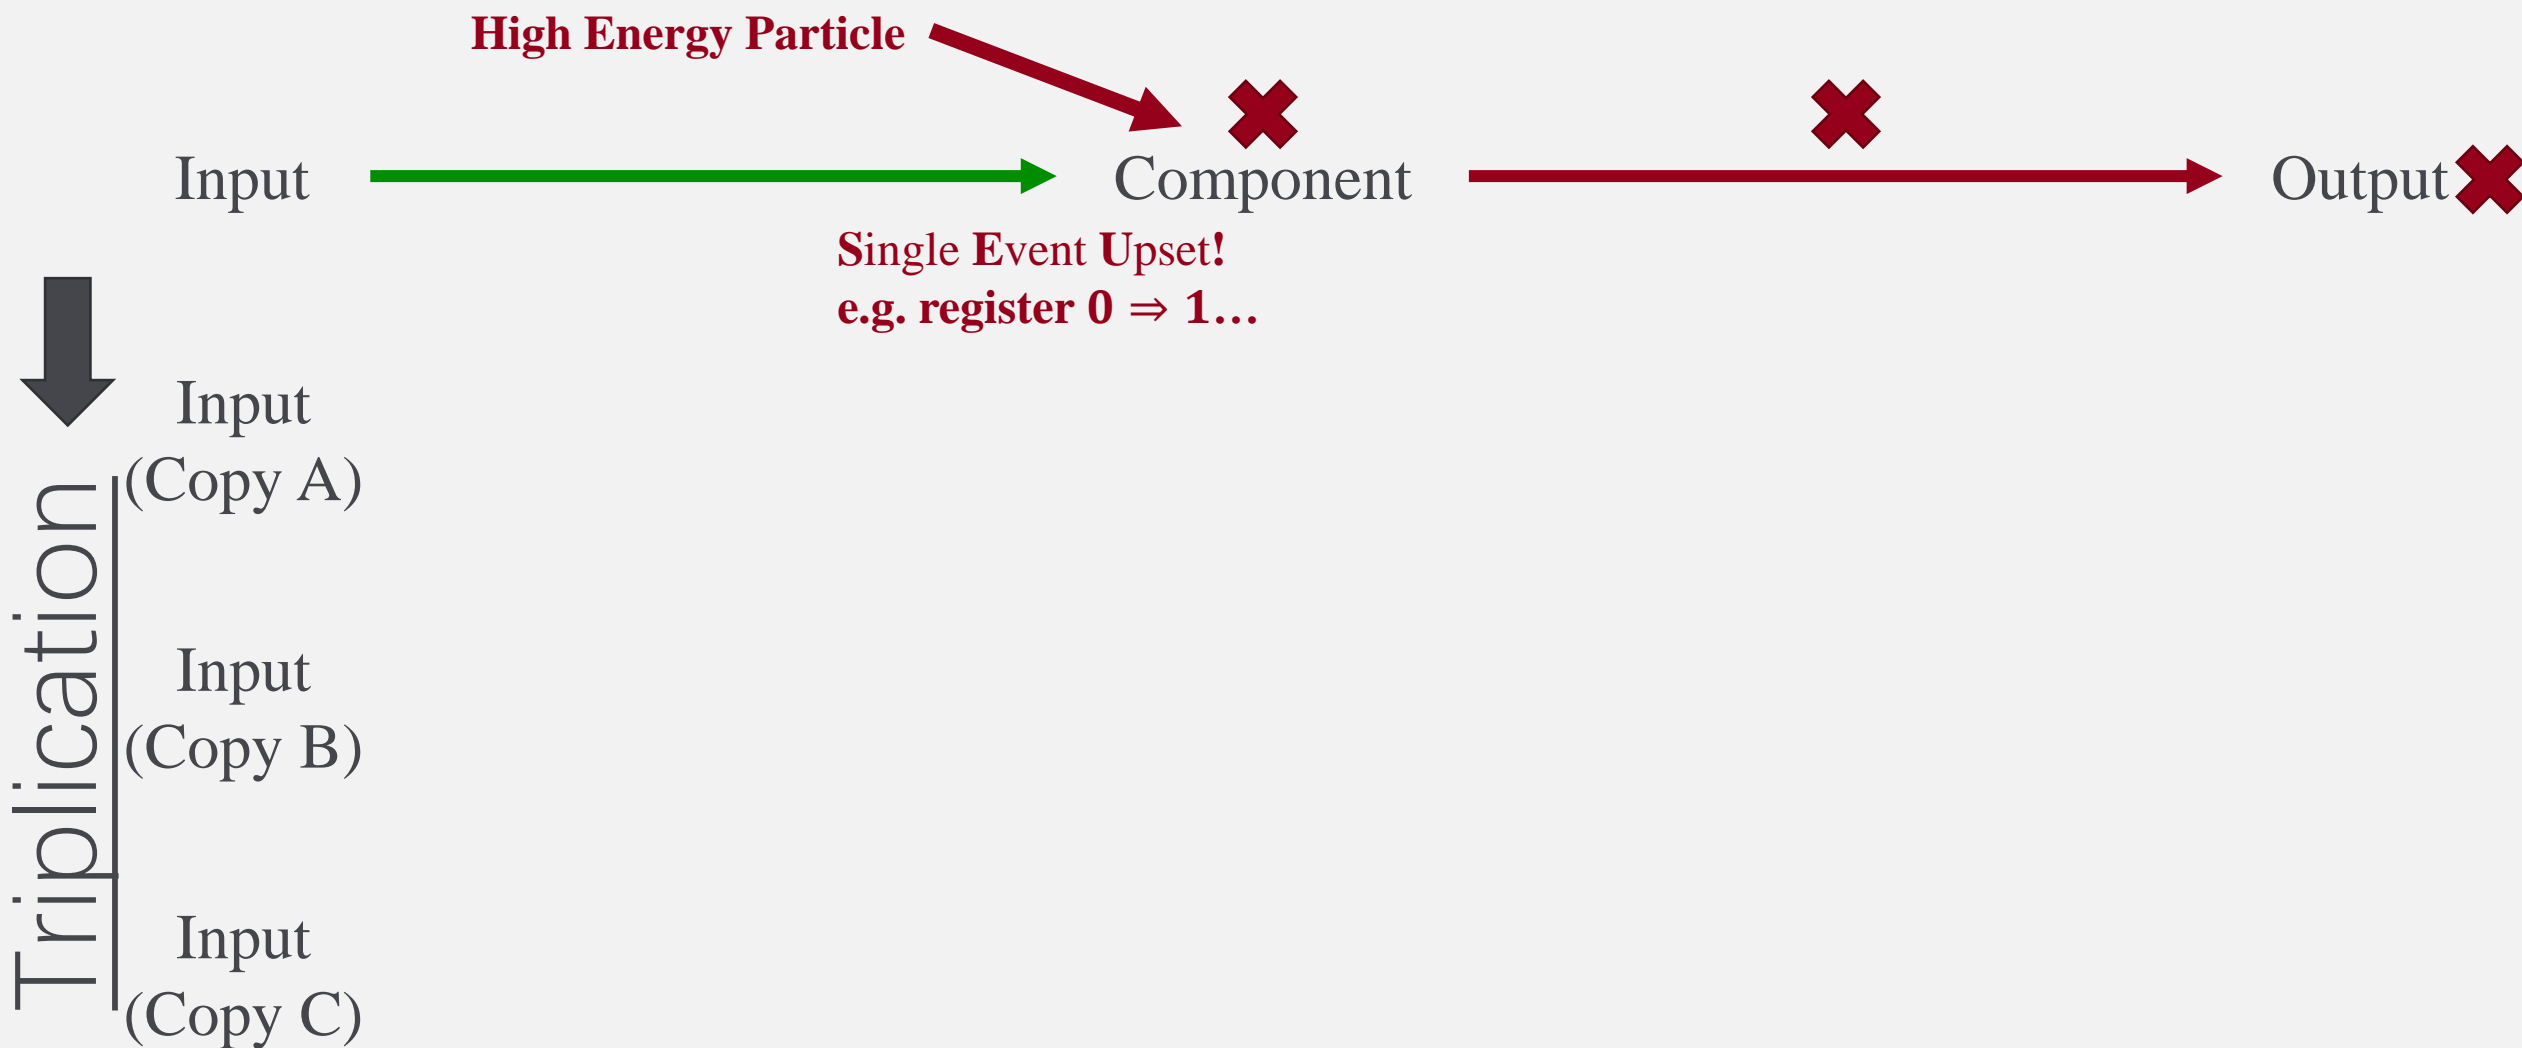 High Energy Particle
Input
Component
Output
Single Event Upset!
e.g. register 0 ⇒ 1…
Triplication
Input
(Copy A)
Input
(Copy B)
Input
(Copy C)